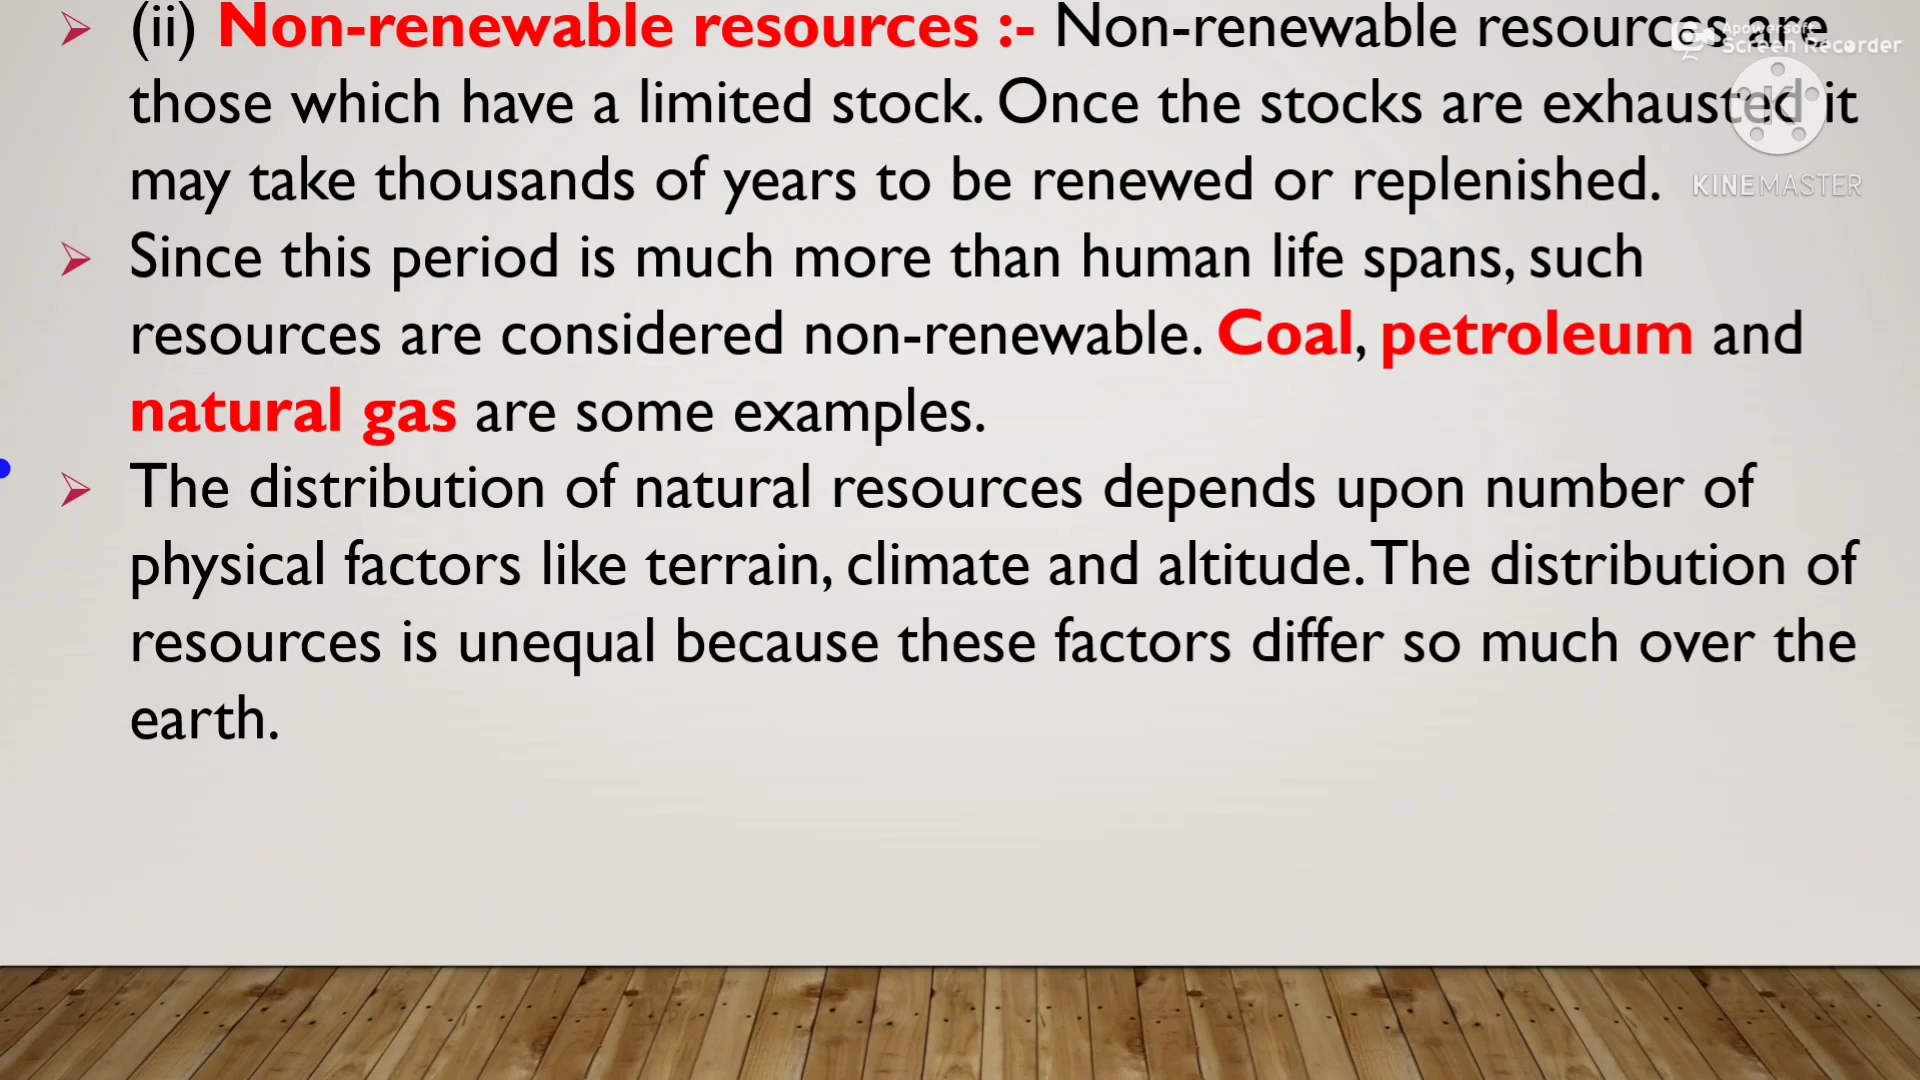 (ii) Non-renewable resources :- Non-renewable resources are
those which have a limited stock. Once the stocks are exhausted it
may take thousands of years to be renewed or replenished.
Since this period is much more than human life spans, such
resources are considered non-renewable. Coal, petroleum and
natural gas are some examples.
The distribution of natural resources depends upon number of
physical factors like terrain, climate and altitude. The distribution of
resources is unequal because these factors differ so much over the
earth.
Apowersoft
Screen Recorder
K
KINEMASTER